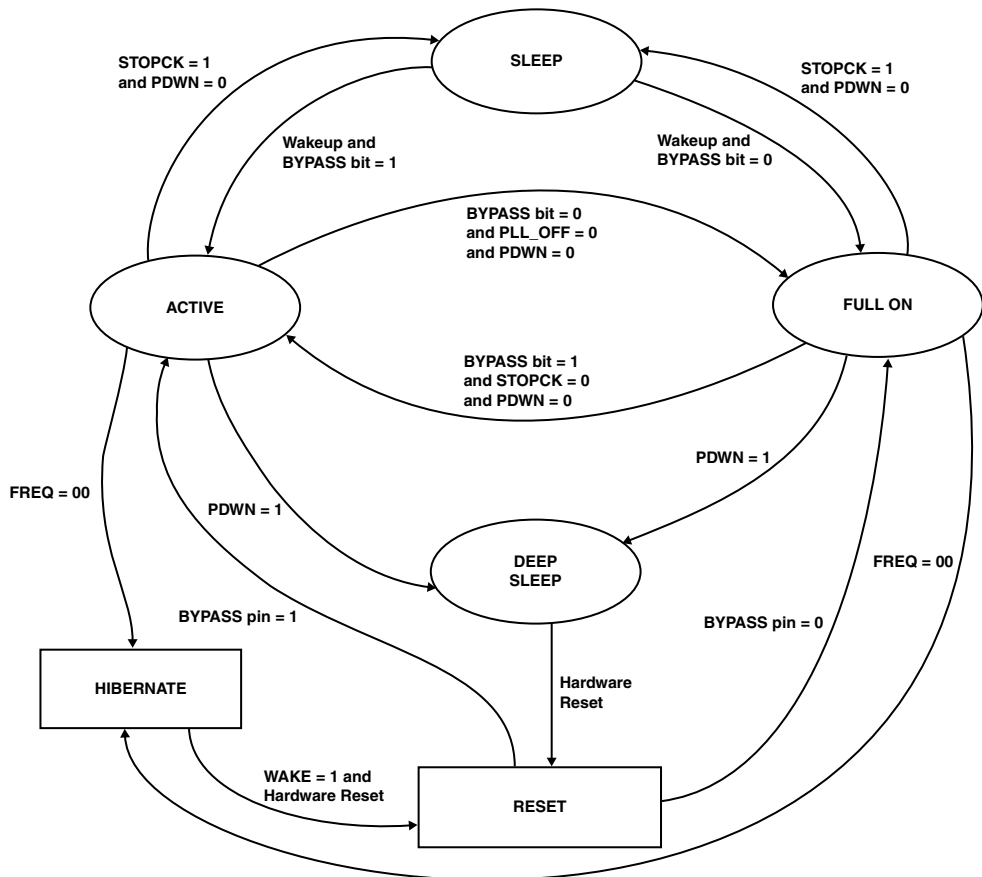 SLEEP
STOPCK = 1
and PDWN = 0
STOPCK = 1
and PDWN = 0
Wakeup and
BYPASS bit = 1
Wakeup and
BYPASS bit = 0
BYPASS bit = 0
and PLL_OFF = 0
and PDWN = 0
ACTIVE
FULL ON
BYPASS bit = 1
and STOPCK = 0
and PDWN = 0
PDWN = 1
FREQ = 00
PDWN = 1
DEEP
SLEEP
FREQ = 00
BYPASS pin = 1
BYPASS pin = 0
HIBERNATE
Hardware
Reset
WAKE = 1 and
Hardware Reset
RESET